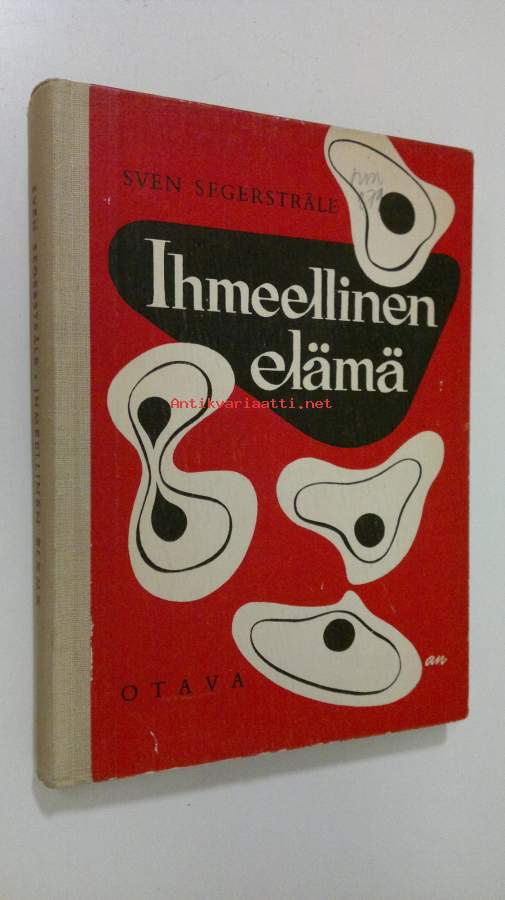 SVEN SEGERSTRÅLE
Ihmeellinen
elämä
Antikvariaatti.net
OTAVA
an
SVEN SEGERSTRÅLE · IHMEELLINEN ELÄMÄ